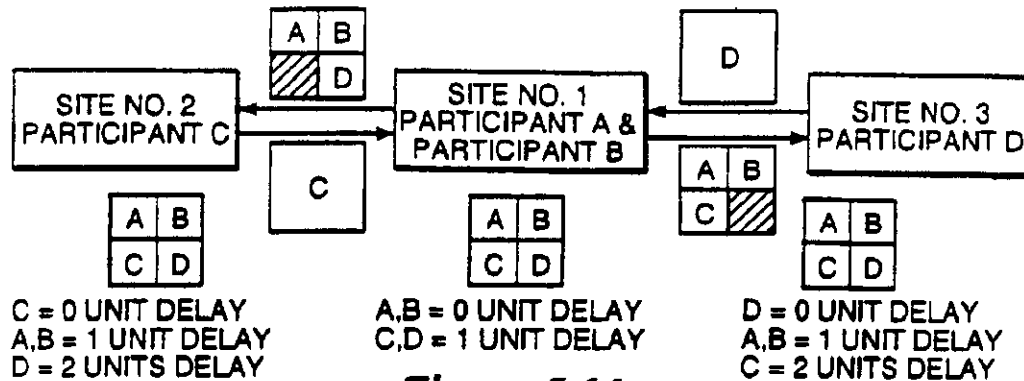 A B
D
D
SITE NO. 2
PARTICIPANT C
SITE NO. 1
PARTICIPANT A &
PARTICIPANT B
SITE NO. 3
PARTICIPANT D
C
A B
C
A B
C D
A B
C D
A B
C D
C = 0 UNIT DELAY
A,B = 1 UNIT DELAY
D = 2 UNITS DELAY
A,B = 0 UNIT DELAY
C,D = 1 UNIT DELAY
D = 0 UNIT DELAY
A,B = 1 UNIT DELAY
C = 2 UNITS DELAY